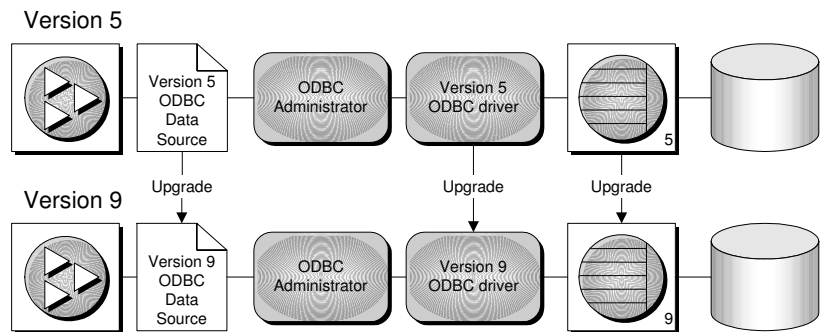 Version 5
Version 5
ODBC
Data
Source
ODBC
Administrator
Version 5
ODBC driver
5
Upgrade
Upgrade
Upgrade
Version 9
Version 9
ODBC
Data
Source
ODBC
Administrator
Version 9
ODBC driver
9